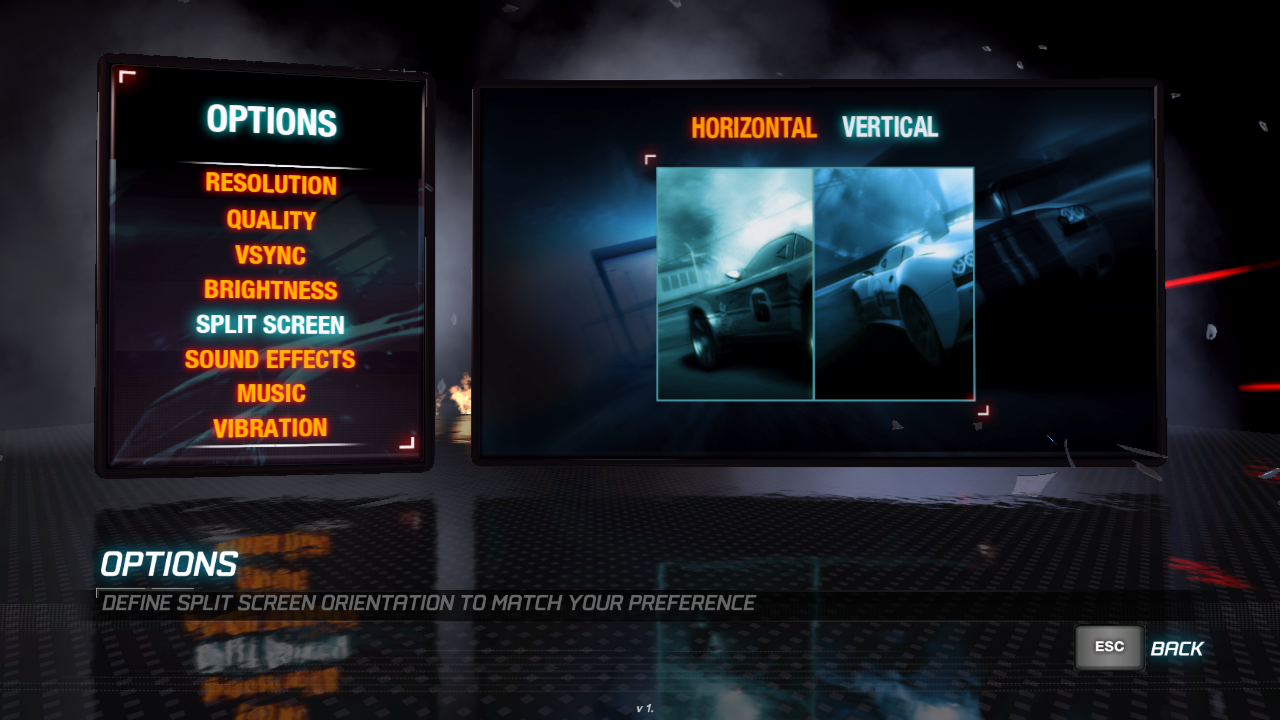 OPTIONS
RESOLUTION
QUALITY
VSYNC
BRIGHTNESS
SPLIT SCREEN
SOUND EFFECTS
MUSIC
VIBRATION
HORIZONTAL VERTICAL
6
OPTIONS
DEFINE SPLIT SCREEN ORIENTATION TO MATCH YOUR PREFERENCE
ESC BACK
v 1.